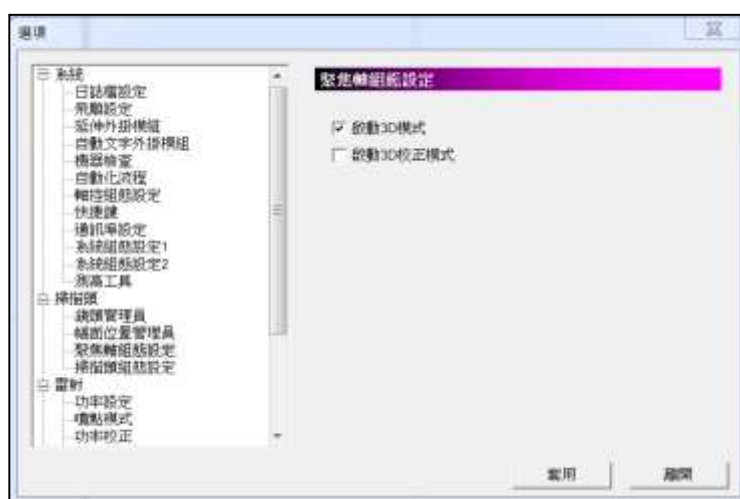 選項
系統
日誌檔設定
飛雕設定
延伸外掛模組
自動文字外掛模組
機器檢查
自動化流程
軸控組態設定
快捷鍵
通訊埠設定
系統組態設定1
系統組態設定2
測高工具
掃描頭
鏡頭管理員
幅面位置管理員
聚焦軸組態設定
掃描頭組態設定
雷射
功率設定
噴點模式
功率校正
聚焦軸組態設定
啟動3D模式
啟動3D校正模式
套用
離開